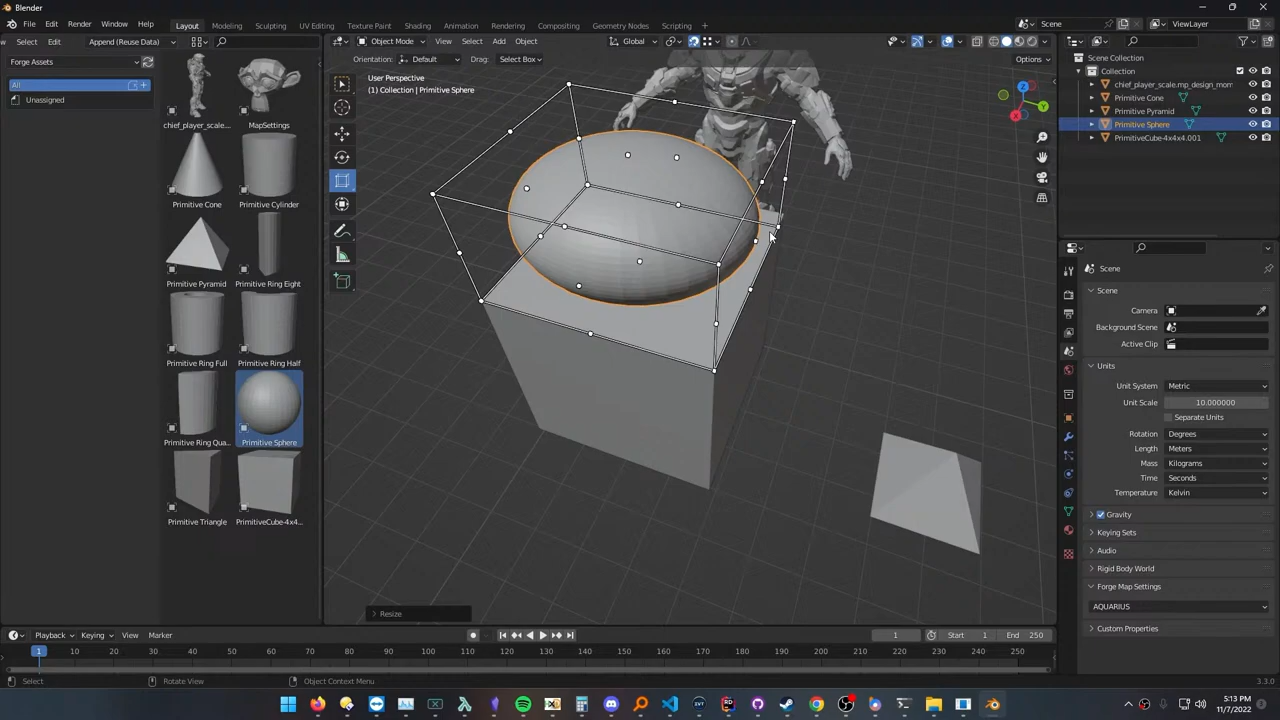 Blender
File Edit Render Window Help Layout Modeling Sculpting UV Editing Texture Paint Shading Animation Rendering Compositing Geometry Nodes Scripting + Scene ViewLayer
View Select Add Object
Select Edit Append (Reuse Data)
Object Mode
Global
Orientation: Default Drag: Select Box
Options
Forge Assets
All
Unassigned
chief_player_scale....
MapSettings
Primitive Cone
Primitive Cylinder
Primitive Pyramid
Primitive Ring Eight
Primitive Ring Full
Primitive Ring Half
Primitive Ring Qua...
Primitive Sphere
Primitive Triangle
PrimitiveCube-4x4...
User Perspective
(1) Collection | Primitive Sphere
Z
Y
X
Resize
Scene Collection
Collection
chief_player_scale.mp_design_mom
Primitive Cone
Primitive Pyramid
Primitive Sphere
PrimitiveCube-4x4x4.001
Scene
Scene
Camera
Background Scene
Active Clip
Units
Unit System Metric
Unit Scale 10.000000
Separate Units
Rotation Degrees
Length Meters
Mass Kilograms
Time Seconds
Temperature Kelvin
Gravity
Keying Sets
Audio
Rigid Body World
Forge Map Settings
AQUARIUS
Custom Properties
Playback Keying View Marker
1 Start 1 End 250
1 10 20 30 40 50 60 70 80 90 100 110 120 130 140 150 160 170 180 190 200 210 220 230 240 250
Select Rotate View Object Context Menu 3.3.0
5:13 PM
11/7/2022